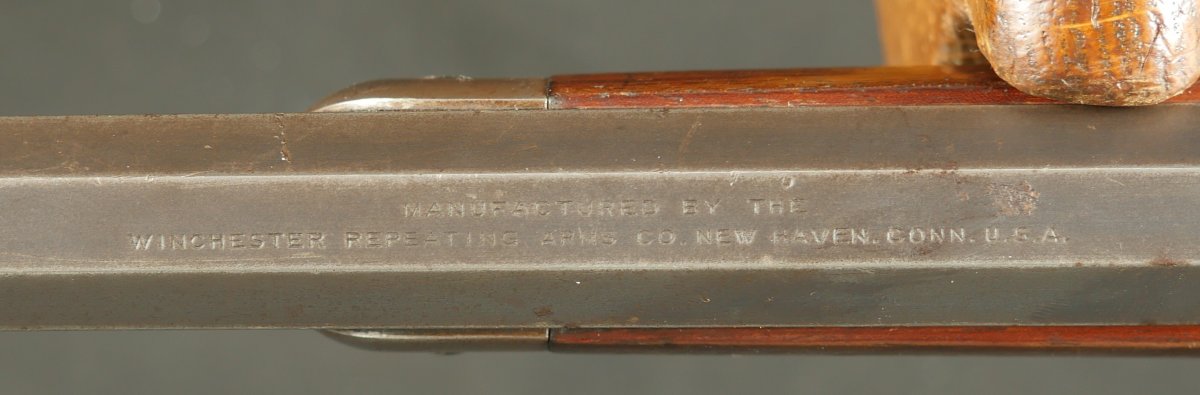 MANUFACTURED BY THE
WINCHESTER REPEATING ARMS CO. NEW HAVEN. CONN. U.S.A.